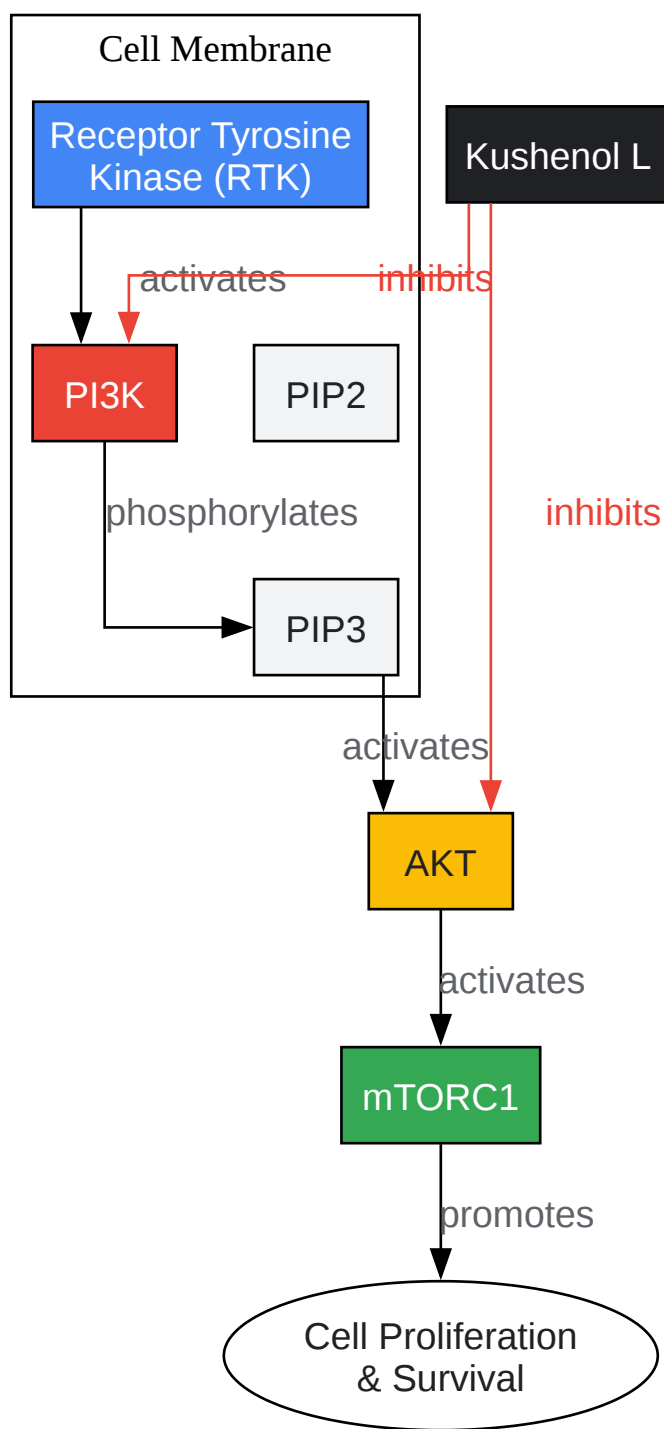 Cell Membrane
Receptor Tyrosine
Kinase (RTK)
Kushenol L
activates
inhibits
PI3K
PIP2
phosphorylates
inhibits
PIP3
activates
AKT
activates
mTORC1
promotes
Cell Proliferation
& Survival